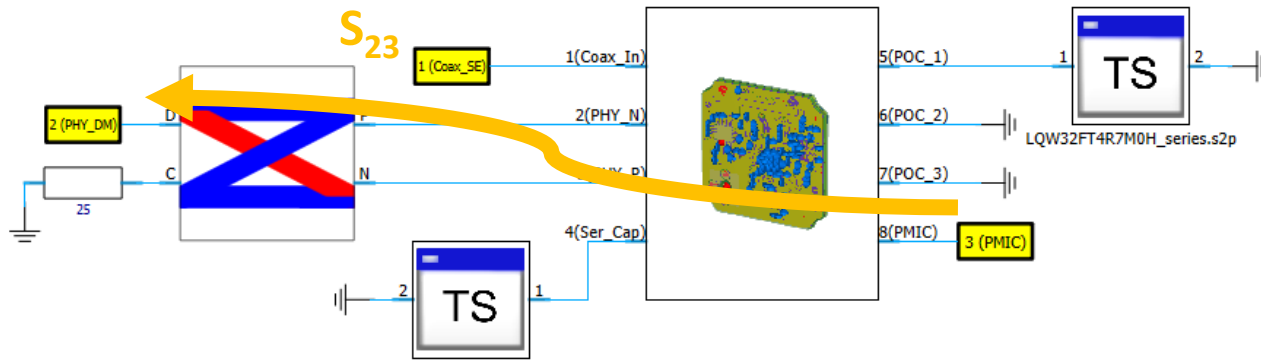 S23
1 (Coax_SE)
1(Coax_In)
5(POC_1)
1
TS
2
LQW32FT4R7M0H_series.s2p
2 (PHY_DM)
D
2(PHY_N)
6(POC_2)
C
N
7(POC_3)
25
4(Ser_Cap)
8(PMIC)
3 (PMIC)
2
TS
1